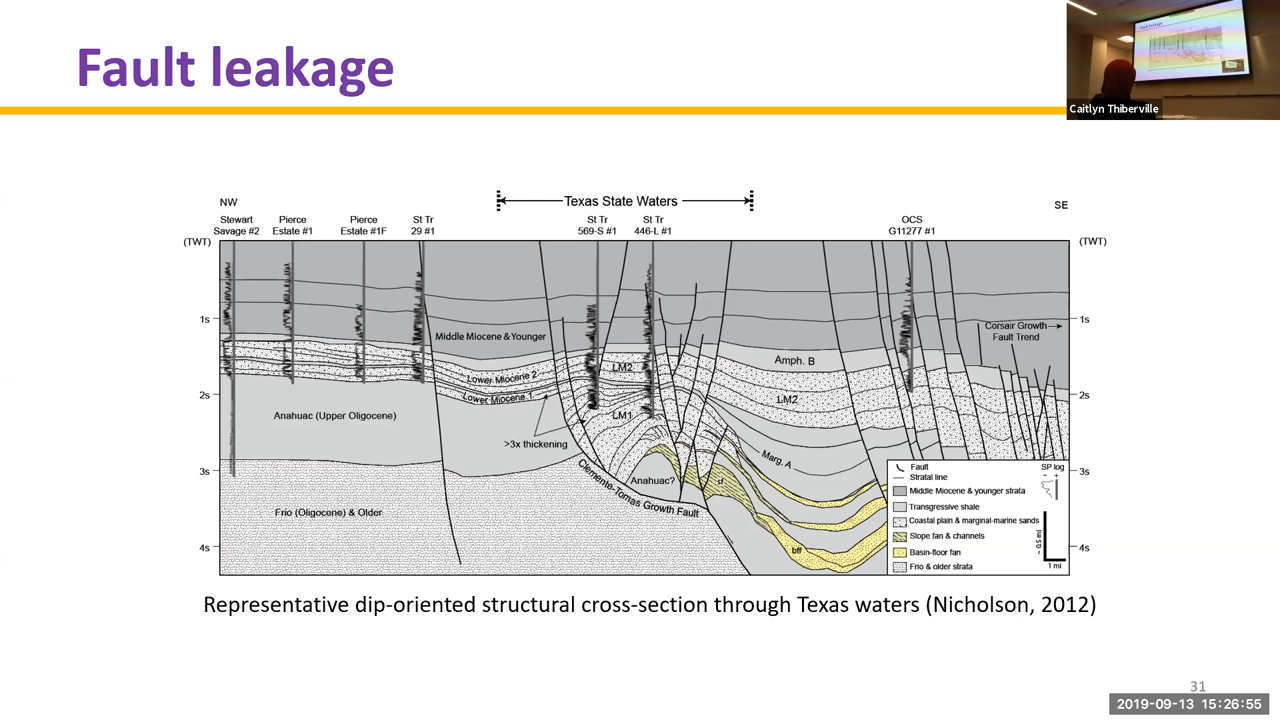 Fault leakage
Caitlyn Thiberville
NW
Texas State Waters
SE
Stewart
Savage #2
Pierce
Estate #1
Pierce
Estate #1F
St Tr
29 #1
St Tr
569-S #1
St Tr
446-L #1
OCS
G11277 #1
(TWT)
(TWT)
1s
1s
Middle Miocene & Younger
Corsair Growth
Fault Trend
Amph. B
LM2
Lower Miocene 2
Lower Miocene 1
2s
2s
LM2
Anahuac (Upper Oligocene)
LM1
>3x thickening
Marg. A
3s
3s
Clemente-Tomas Growth Fault
Anahuac?
sf
Frio (Oligocene) & Older
4s
4s
bff
Fault
SP log
- +
Stratal line
Middle Miocene & younger strata
Transgressive shale
Coastal plain & marginal-marine sands
Slope fan & channels
Basin-floor fan
Frio & older strata
~ 0.5 mi
1 mi
Representative dip-oriented structural cross-section through Texas waters (Nicholson, 2012)
31
2019-09-13 15:26:55